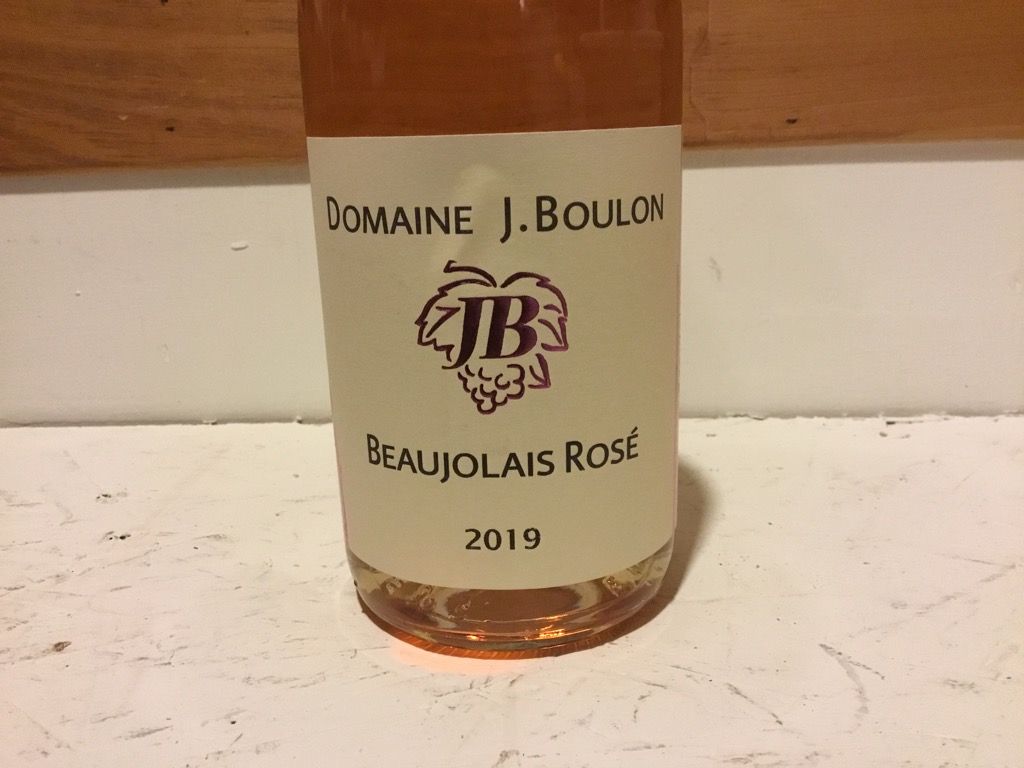 DOMAINE J.BOULON
JB
BEAUJOLAIS ROSÉ
2019